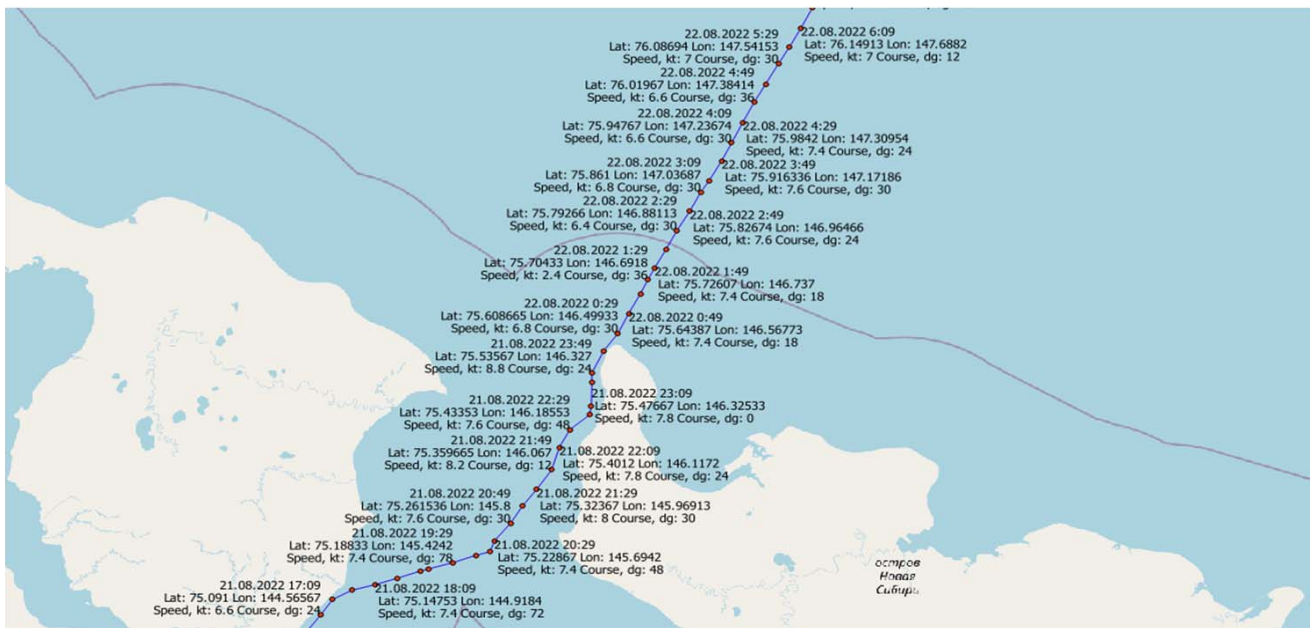 22.08.2022 5:29
Lat: 76.08694 Lon: 147.54153
Speed, kt: 7 Course, dg: 30
22.08.2022 6:09
Lat: 76.14913 Lon: 147.6882
Speed, kt: 7 Course, dg: 12
22.08.2022 4:49
Lat: 76.01967 Lon: 147.38414
Speed, kt: 6.6 Course, dg: 36
22.08.2022 4:09
Lat: 75.94767 Lon: 147.23674
Speed, kt: 6.6 Course, dg: 30
22.08.2022 4:29
Lat: 75.9842 Lon: 147.30954
Speed, kt: 7.4 Course, dg: 24
22.08.2022 3:09
Lat: 75.861 Lon: 147.03687
Speed, kt: 6.8 Course, dg: 30
22.08.2022 3:49
Lat: 75.916336 Lon: 147.17186
Speed, kt: 7.6 Course, dg: 30
22.08.2022 2:29
Lat: 75.79266 Lon: 146.88113
Speed, kt: 6.4 Course, dg: 30
22.08.2022 2:49
Lat: 75.82674 Lon: 146.96466
Speed, kt: 7.6 Course, dg: 24
22.08.2022 1:29
Lat: 75.70433 Lon: 146.6918
Speed, kt: 2.4 Course, dg: 36
22.08.2022 1:49
Lat: 75.72607 Lon: 146.737
Speed, kt: 7.4 Course, dg: 18
22.08.2022 0:29
Lat: 75.608665 Lon: 146.49933
Speed, kt: 6.8 Course, dg: 30
22.08.2022 0:49
Lat: 75.64387 Lon: 146.56773
Speed, kt: 7.4 Course, dg: 18
21.08.2022 23:49
Lat: 75.53567 Lon: 146.327
Speed, kt: 8.8 Course, dg: 24
21.08.2022 23:09
Lat: 75.47667 Lon: 146.32533
Speed, kt: 7.8 Course, dg: 0
21.08.2022 22:29
Lat: 75.43353 Lon: 146.18553
Speed, kt: 7.6 Course, dg: 48
21.08.2022 21:49
Lat: 75.359665 Lon: 146.067
Speed, kt: 8.2 Course, dg: 12
21.08.2022 22:09
Lat: 75.4012 Lon: 146.1172
Speed, kt: 7.8 Course, dg: 24
21.08.2022 20:49
Lat: 75.261536 Lon: 145.8
Speed, kt: 7.6 Course, dg: 30
21.08.2022 21:29
Lat: 75.32367 Lon: 145.96913
Speed, kt: 8 Course, dg: 30
21.08.2022 19:29
Lat: 75.18833 Lon: 145.4242
Speed, kt: 7.4 Course, dg: 78
21.08.2022 20:29
Lat: 75.22867 Lon: 145.6942
Speed, kt: 7.4 Course, dg: 48
21.08.2022 17:09
Lat: 75.091 Lon: 144.56567
Speed, kt: 6.6 Course, dg: 24
21.08.2022 18:09
Lat: 75.14753 Lon: 144.9184
Speed, kt: 7.4 Course, dg: 72
остров
Новая
Сибирь